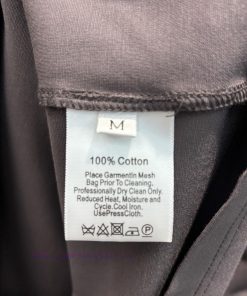 M
100% Cotton
Place Garmentin Mesh
Bag Prior To Cleaning.
Professionally Dry Clean Only.
Reduced Heat, Moisture and
Cycle.Cool Iron.
UsePressCloth.